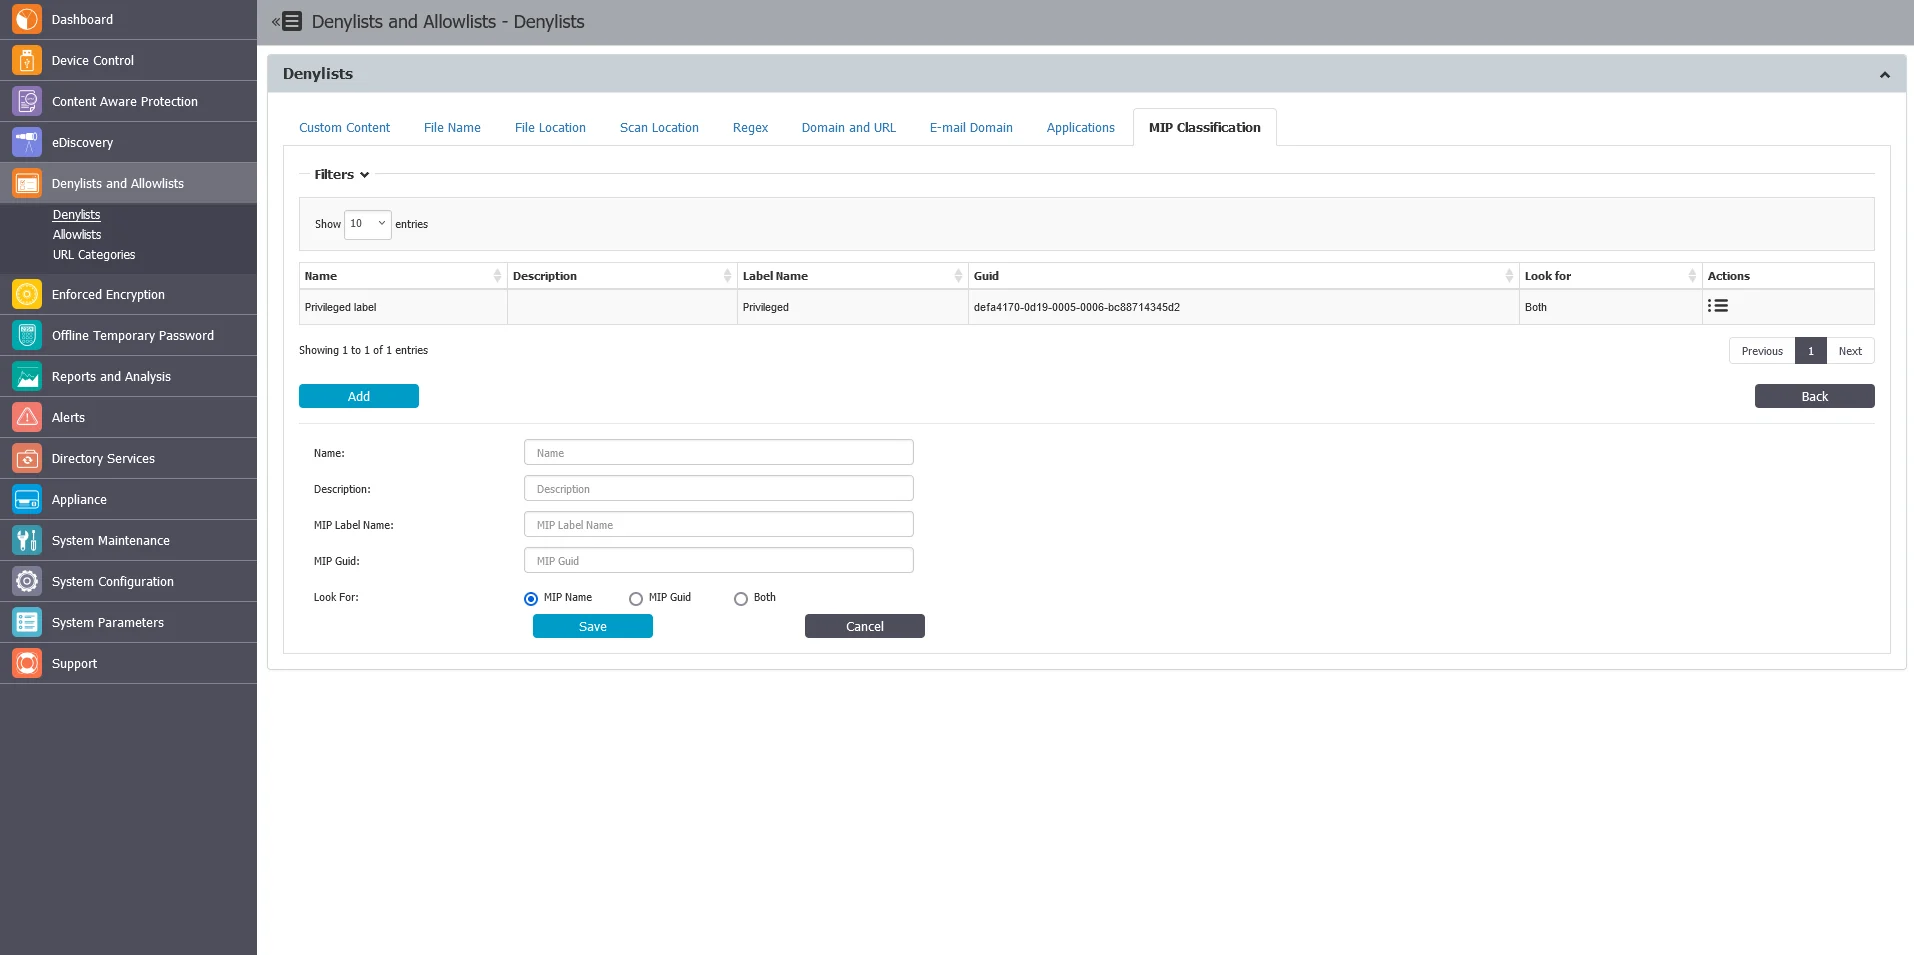 Dashboard
Device Control
Content Aware Protection
eDiscovery
Denylists and Allowlists
Denylists
Allowlists
URL Categories
Enforced Encryption
Offline Temporary Password
Reports and Analysis
Alerts
Directory Services
Appliance
System Maintenance
System Configuration
System Parameters
Support
« Denylists and Allowlists - Denylists
Denylists
Custom Content File Name File Location Scan Location Regex Domain and URL E-mail Domain Applications MIP Classification
Filters
Show 10 entries
Name Description Label Name Guid Look for Actions
Privileged label Privileged defa4170-0d19-0005-0006-bc88714345d2 Both
Showing 1 to 1 of 1 entries
Previous 1 Next
Add Back
Name: Name
Description: Description
MIP Label Name: MIP Label Name
MIP Guid: MIP Guid
Look For: MIP Name MIP Guid Both
Save Cancel